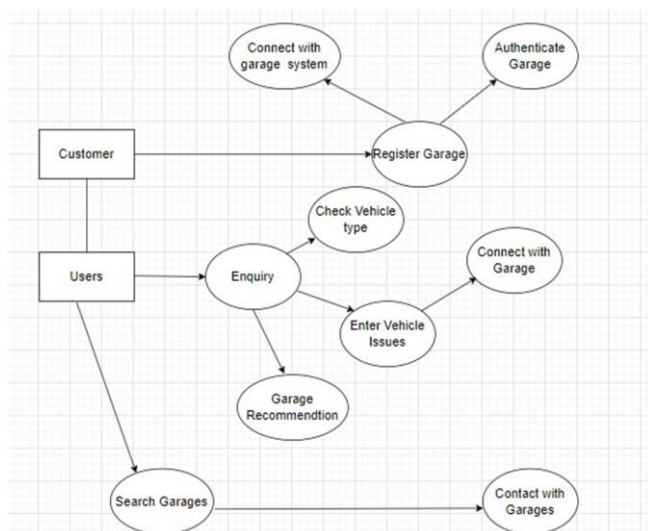 Connect with
garage system
Authenticate
Garage
Customer
Register Garage
Check Vehicle
type
Users
Enquiry
Connect with
Garage
Enter Vehicle
Issues
Garage
Recommendtion
Search Garages
Contact with
Garages